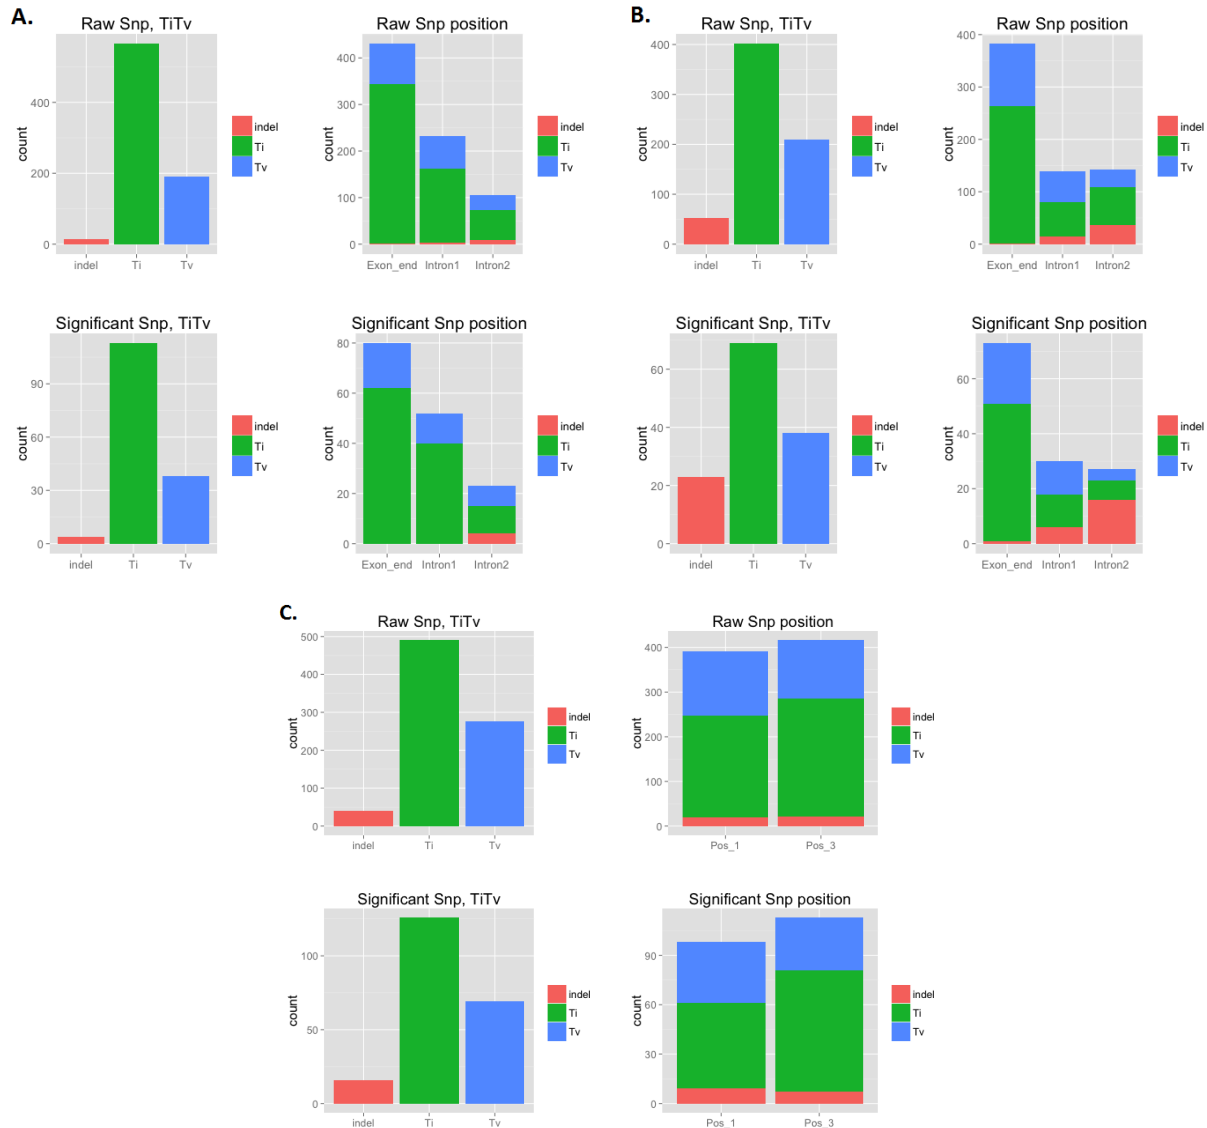 A.
Raw Snp, TiTv
count
400
200
0
indel
Ti
Tv
indel
Ti
Tv
Raw Snp position
count
400
300
200
100
0
Exon_end
Intron1
Intron2
indel
Ti
Tv
Significant Snp, TiTv
count
90
60
30
0
indel
Ti
Tv
indel
Ti
Tv
Significant Snp position
count
80
60
40
20
0
Exon_end
Intron1
Intron2
indel
Ti
Tv
B.
Raw Snp, TiTv
count
400
300
200
100
0
indel
Ti
Tv
indel
Ti
Tv
Raw Snp position
count
400
300
200
100
0
Exon_end
Intron1
Intron2
indel
Ti
Tv
Significant Snp, TiTv
count
60
40
20
0
indel
Ti
Tv
indel
Ti
Tv
Significant Snp position
count
60
40
20
0
Exon_end
Intron1
Intron2
indel
Ti
Tv
C.
Raw Snp, TiTv
count
500
400
300
200
100
0
indel
Ti
Tv
indel
Ti
Tv
Raw Snp position
count
400
300
200
100
0
Pos_1
Pos_3
indel
Ti
Tv
Significant Snp, TiTv
count
100
50
0
indel
Ti
Tv
indel
Ti
Tv
Significant Snp position
count
90
60
30
0
Pos_1
Pos_3
indel
Ti
Tv